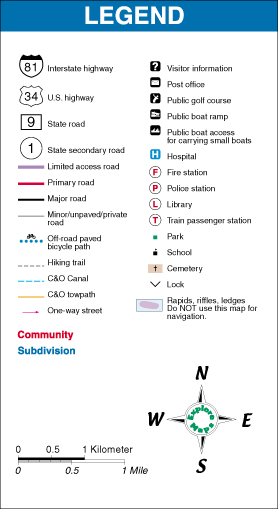 LEGEND
81 Interstate highway
34 U.S. highway
9 State road
1 State secondary road
Limited access road
Primary road
Major road
Minor/unpaved/private
road
Off-road paved
bicycle path
Hiking trail
C&O Canal
C&O towpath
One-way street
Community
Subdivision
? Visitor information
Post office
Public golf course
Public boat ramp
Public boat access
for carrying small boats
H Hospital
F Fire station
P Police station
L Library
T Train passenger station
Park
School
Cemetery
Lock
Rapids, riffles, ledges
Do NOT use this map for
navigation.
N
W E
S
Explore
Maps
0 0.5 1 Kilometer
0 0.5 1 Mile